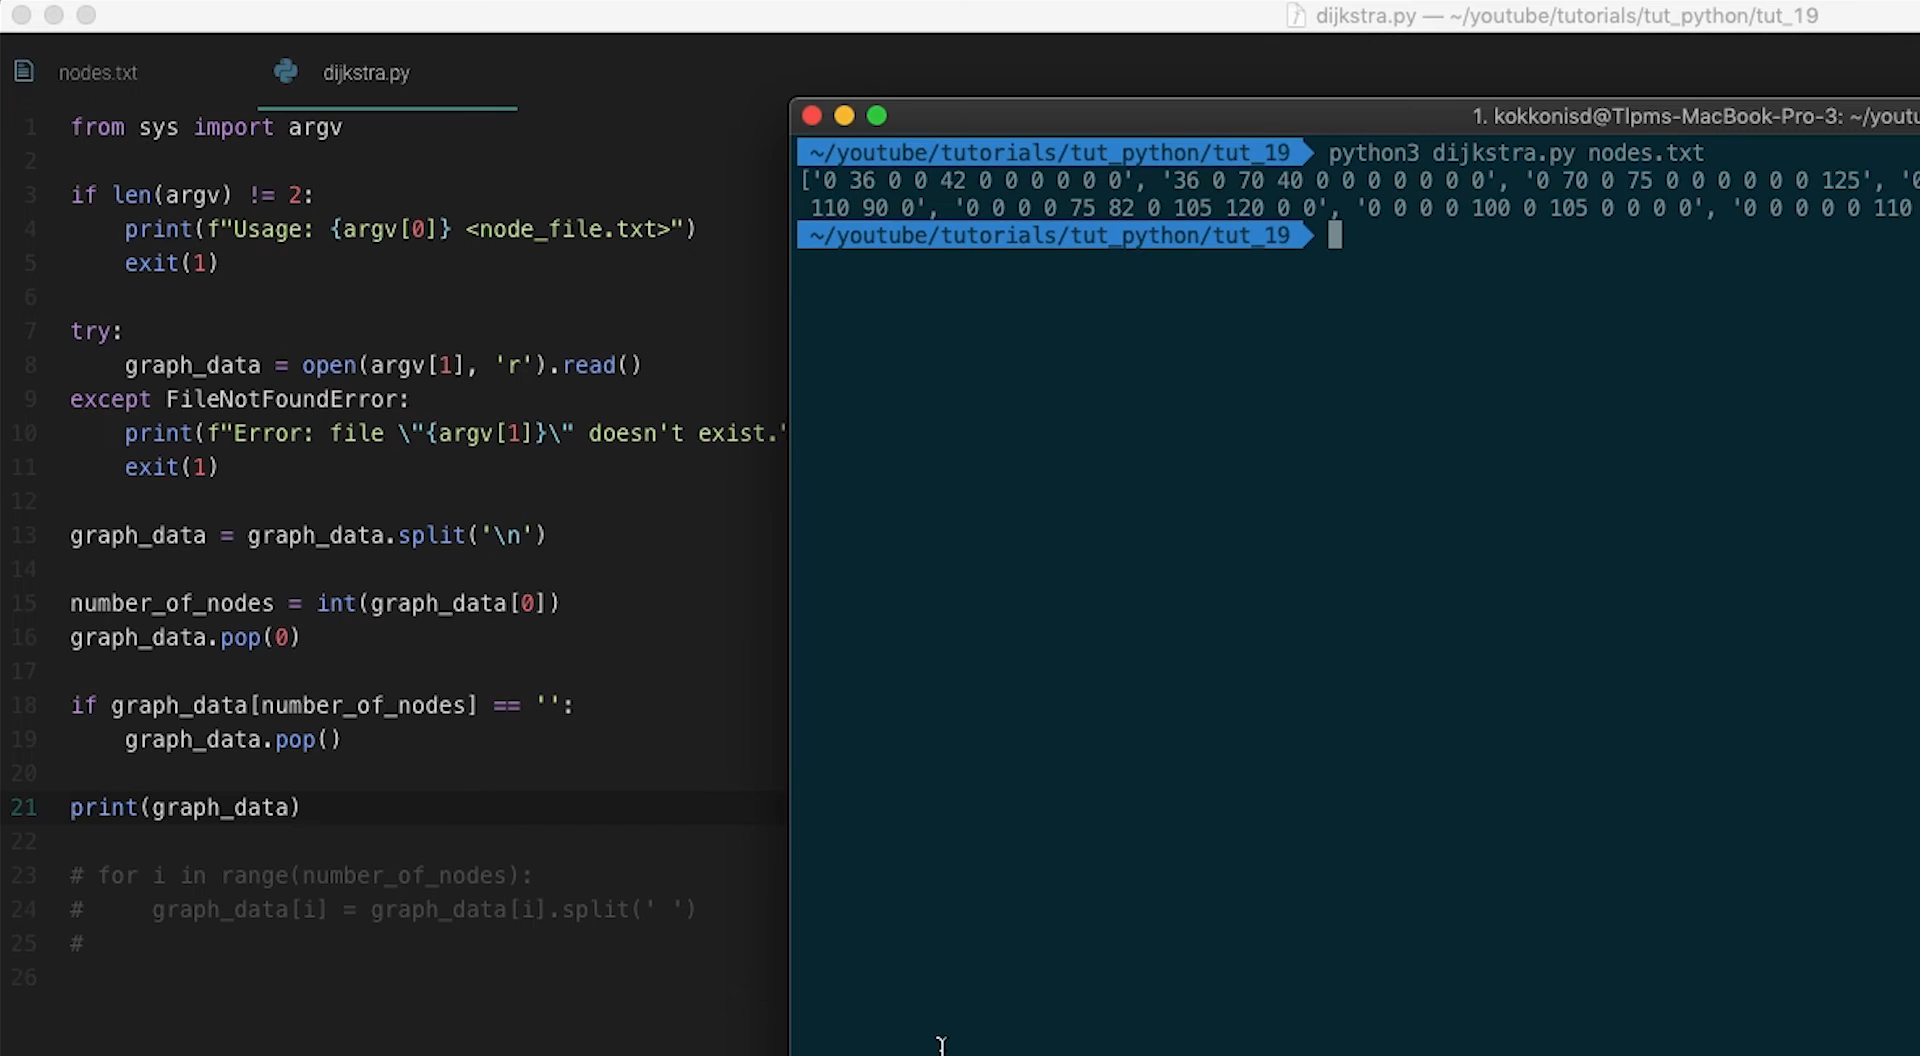 dijkstra.py — ~/youtube/tutorials/tut_python/tut_19
nodes.txt
dijkstra.py
1 from sys import argv
2
3 if len(argv) != 2:
4 print(f"Usage: {argv[0]} <node_file.txt>")
5 exit(1)
6
7 try:
8 graph_data = open(argv[1], 'r').read()
9 except FileNotFoundError:
10 print(f"Error: file \"{argv[1]}\" doesn't exist.
11 exit(1)
12
13 graph_data = graph_data.split('\n')
14
15 number_of_nodes = int(graph_data[0])
16 graph_data.pop(0)
17
18 if graph_data[number_of_nodes] == '':
19 graph_data.pop()
20
21 print(graph_data)
22
23 # for i in range(number_of_nodes):
24 # graph_data[i] = graph_data[i].split(' ')
25 #
26
1. kokkonisd@Tlpms-MacBook-Pro-3: ~/youtu
~/youtube/tutorials/tut_python/tut_19 python3 dijkstra.py nodes.txt
['0 36 0 0 42 0 0 0 0 0 0', '36 0 70 40 0 0 0 0 0 0 0', '0 70 0 75 0 0 0 0 0 0 125', '0
110 90 0', '0 0 0 0 75 82 0 105 120 0 0', '0 0 0 0 100 0 105 0 0 0 0', '0 0 0 0 0 110
~/youtube/tutorials/tut_python/tut_19